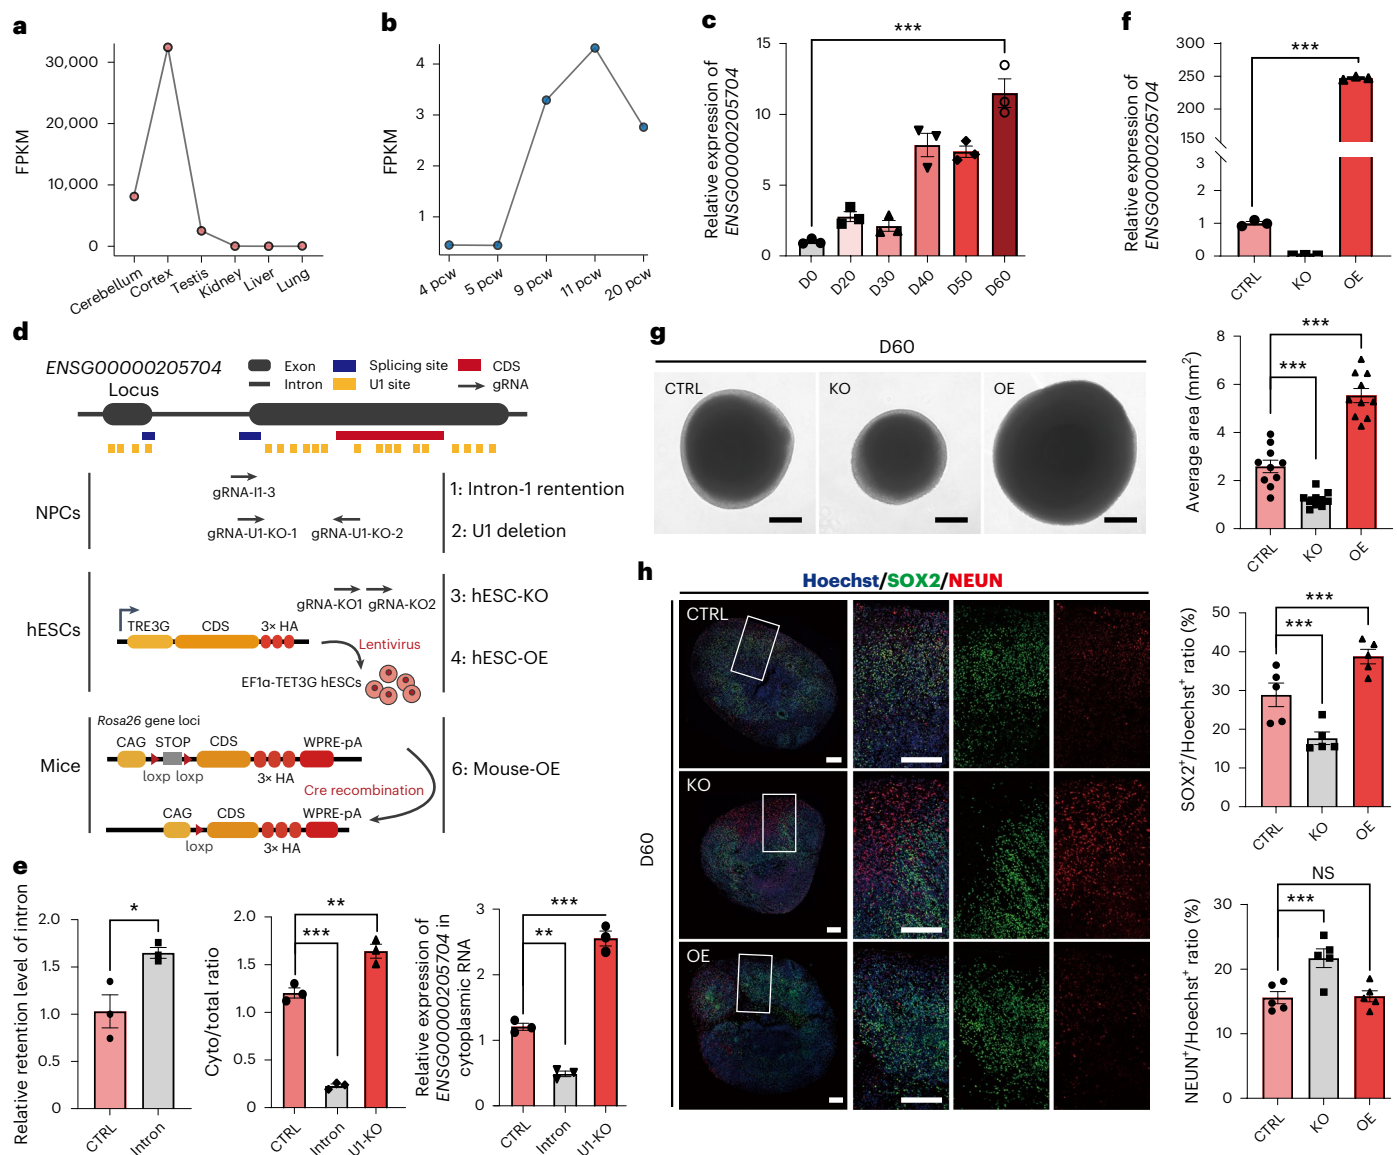 a
FPKM
30,000
20,000
10,000
0
Cerebellum
Cortex
Testis
Kidney
Liver
Lung
b
FPKM
4
3
2
1
4 pcw
5 pcw
9 pcw
11 pcw
20 pcw
c
Relative expression of
ENSG00000205704
15
10
5
0
***
D0
D20
D30
D40
D50
D60
f
Relative expression of
ENSG00000205704
300
250
200
150
3
2
1
0
***
CTRL
KO
OE
d
ENSG00000205704
Locus
Exon
Splicing site
CDS
Intron
U1 site
gRNA
NPCs
gRNA-I1-3
gRNA-U1-KO-1
gRNA-U1-KO-2
1: Intron-1 rentention
2: U1 deletion
hESCs
gRNA-KO1
gRNA-KO2
TRE3G
CDS
3× HA
Lentivirus
EF1α-TET3G hESCs
3: hESC-KO
4: hESC-OE
Mice
Rosa26 gene loci
CAG
STOP
CDS
WPRE-pA
loxp
loxp
3× HA
Cre recombination
CAG
CDS
WPRE-pA
loxp
3× HA
6: Mouse-OE
g
D60
CTRL
KO
OE
Average area (mm2)
8
6
4
2
0
***
***
CTRL
KO
OE
h
Hoechst/SOX2/NEUN
D60
CTRL
KO
OE
SOX2+/Hoechst+ ratio (%)
50
40
30
20
10
0
***
***
CTRL
KO
OE
NEUN+/Hoechst+ ratio (%)
30
20
10
0
NS
***
CTRL
KO
OE
e
Relative retention level of intron
2.0
1.5
1.0
0.5
0
*
CTRL
Intron
Cyto/total ratio
2.0
1.5
1.0
0.5
0
**
***
CTRL
Intron
U1-KO
Relative expression of
ENSG00000205704 in
cytoplasmic RNA
3
2
1
0
***
**
CTRL
Intron
U1-KO